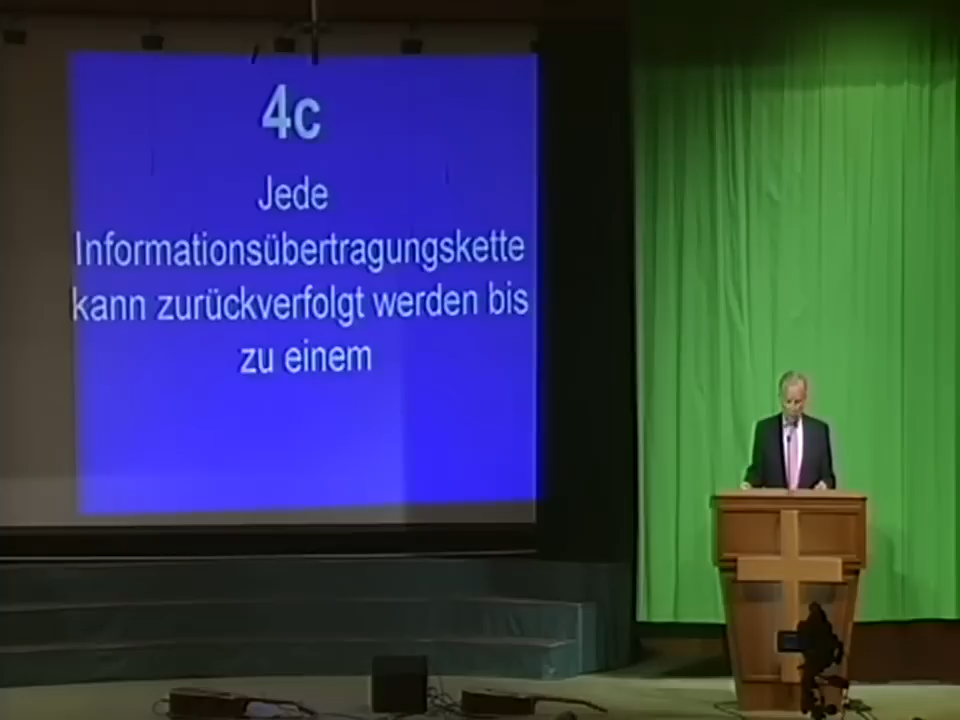 4c
Jede
Informationsübertragungskette
kann zurückverfolgt werden bis
zu einem